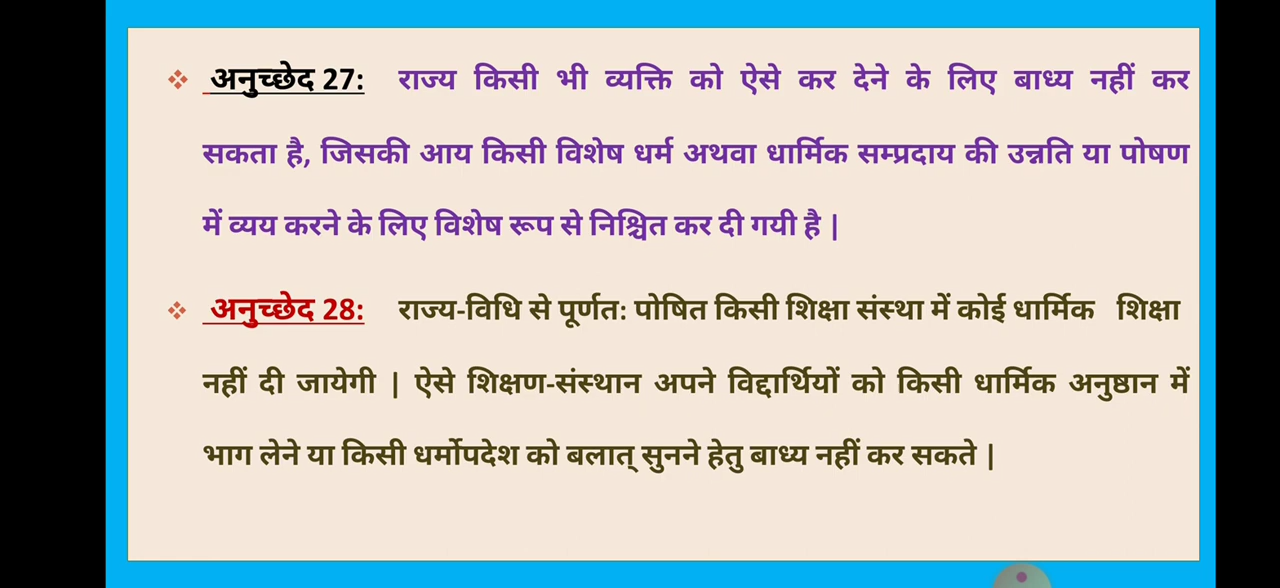 ❖ अनुच्छेद 27: राज्य किसी भी व्यक्ति को ऐसे कर देने के लिए बाध्य नहीं कर
सकता है, जिसकी आय किसी विशेष धर्म अथवा धार्मिक सम्प्रदाय की उन्नति या पोषण
में व्यय करने के लिए विशेष रूप से निश्चित कर दी गयी है |
❖ अनुच्छेद 28: राज्य-विधि से पूर्णत: पोषित किसी शिक्षा संस्था में कोई धार्मिक शिक्षा
नहीं दी जायेगी | ऐसे शिक्षण-संस्थान अपने विद्दार्थियों को किसी धार्मिक अनुष्ठान में
भाग लेने या किसी धर्मोपदेश को बलात् सुनने हेतु बाध्य नहीं कर सकते |